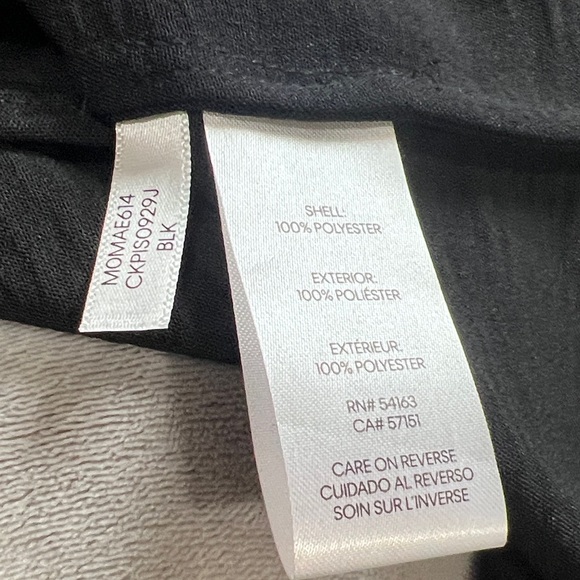 M0MAE614
CKPIS0929J
BLK
SHELL:
100% POLYESTER
EXTERIOR:
100% POLIÉSTER
EXTÉRIEUR:
100% POLYESTER
RN# 54163
CA# 57151
CARE ON REVERSE
CUIDADO AL REVERSO
SOIN SUR L'INVERSE